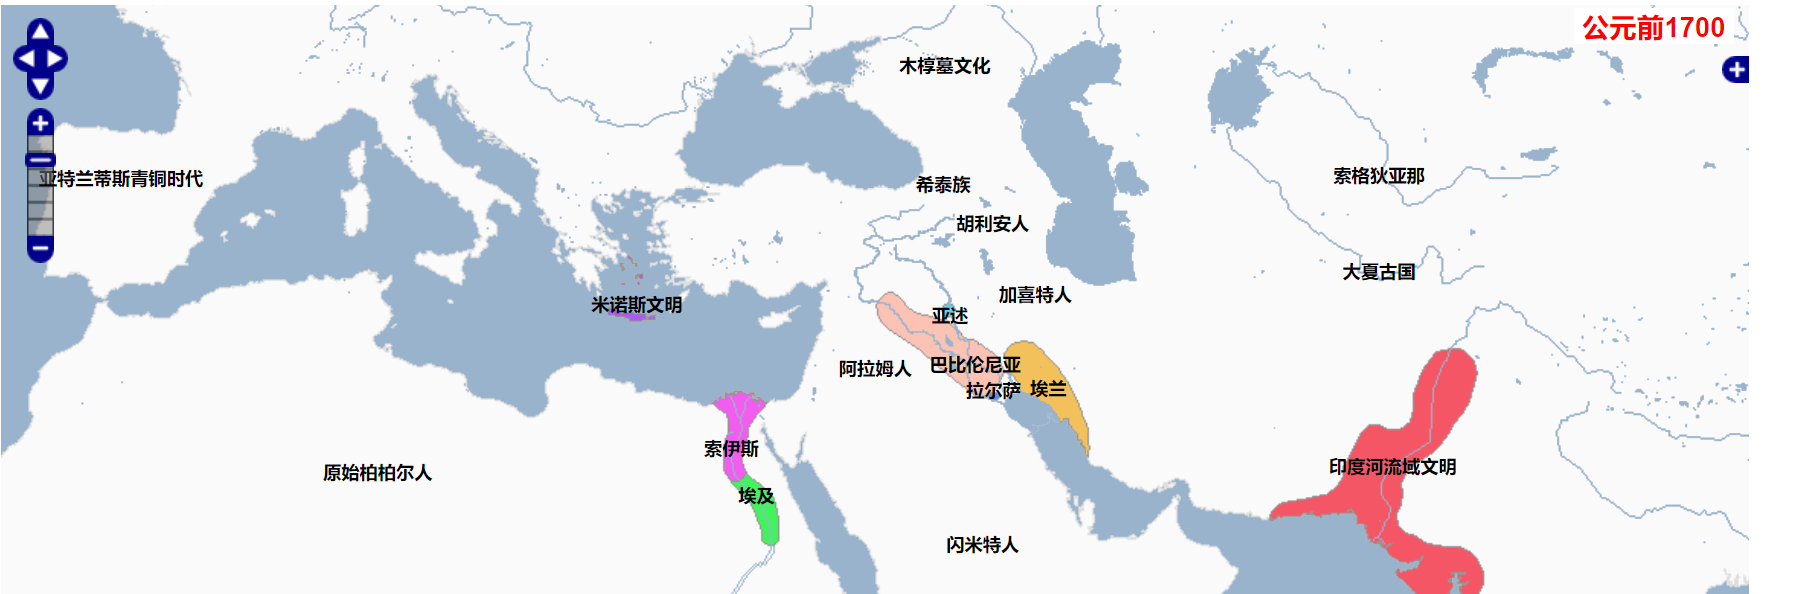 公元前1700
木椁墓文化
亚特兰蒂斯青铜时代
索格狄亚那
希泰族
胡利安人
大夏古国
加喜特人
米诺斯文明
亚述
阿拉姆人
巴比伦尼亚
拉尔萨
埃兰
索伊斯
印度河流域文明
原始柏柏尔人
埃及
闪米特人